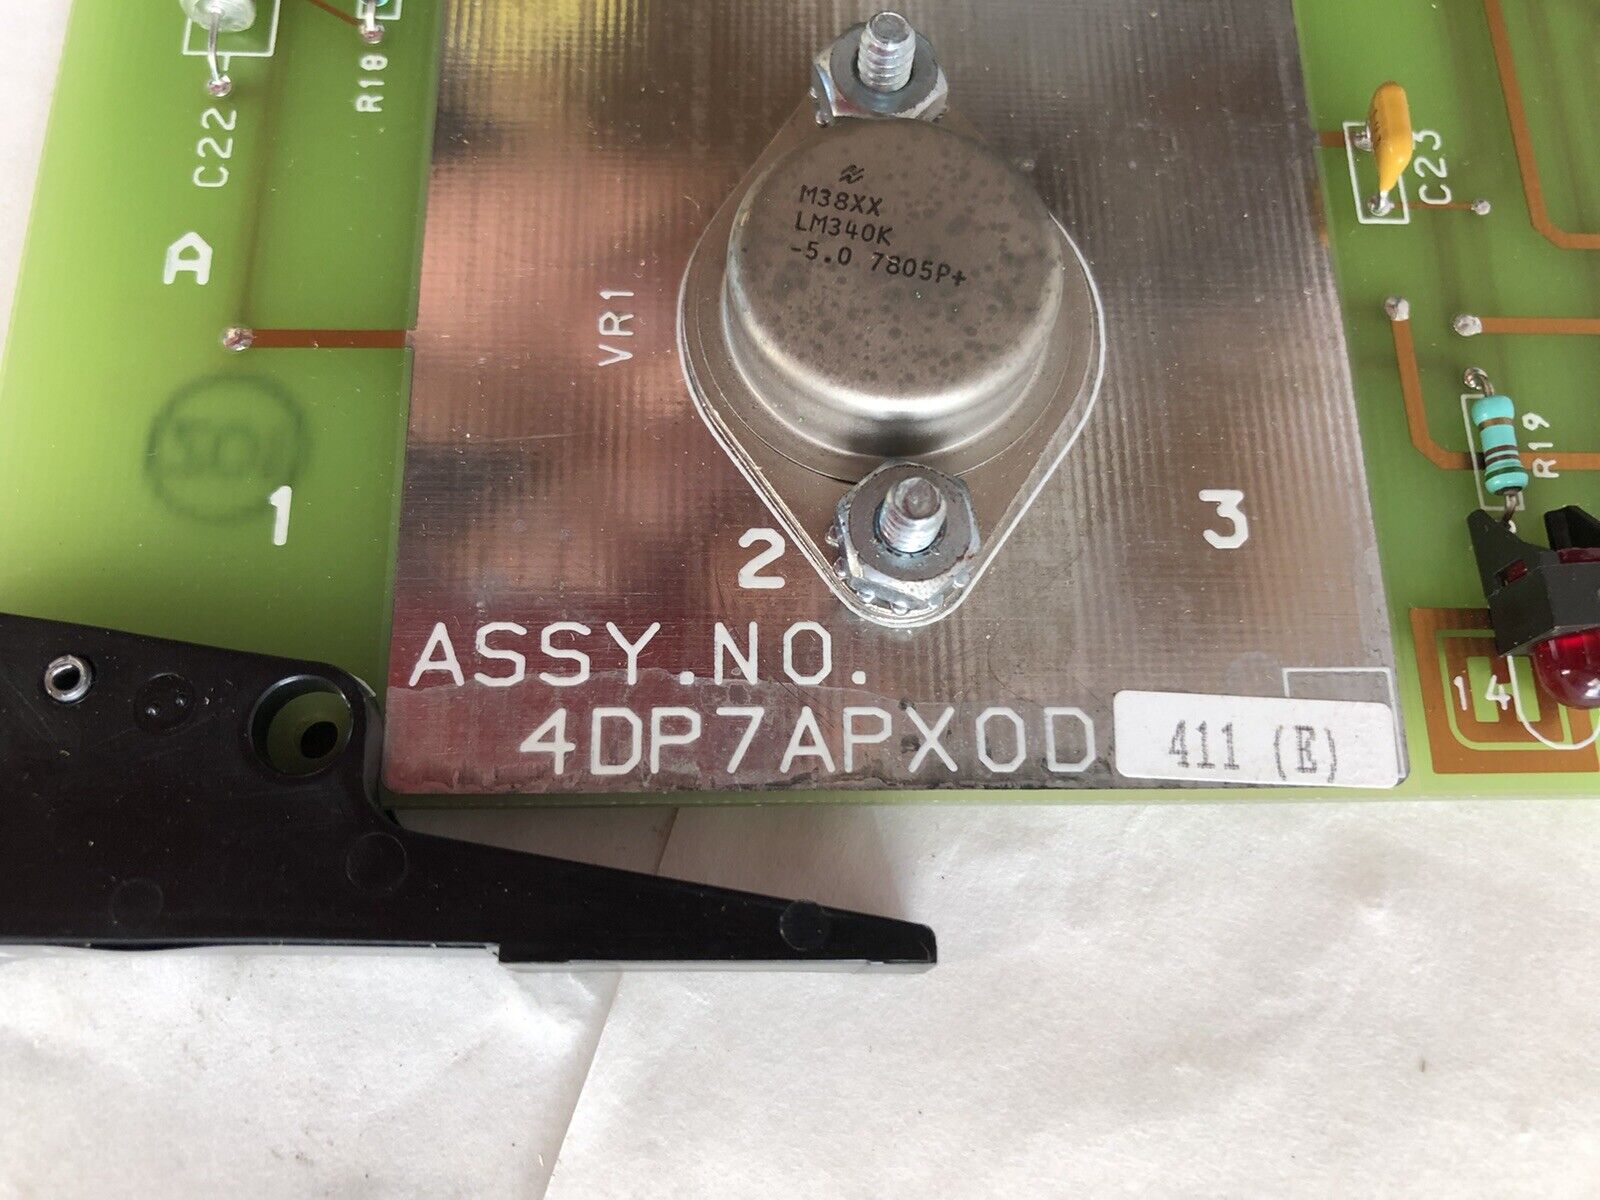 R18
C22
C23
A
M38XX
LM340K
-5.0 7805P+
VR1
R19
1
2
3
ASSY.NO.
4DP7APXOD 411 (E)
14